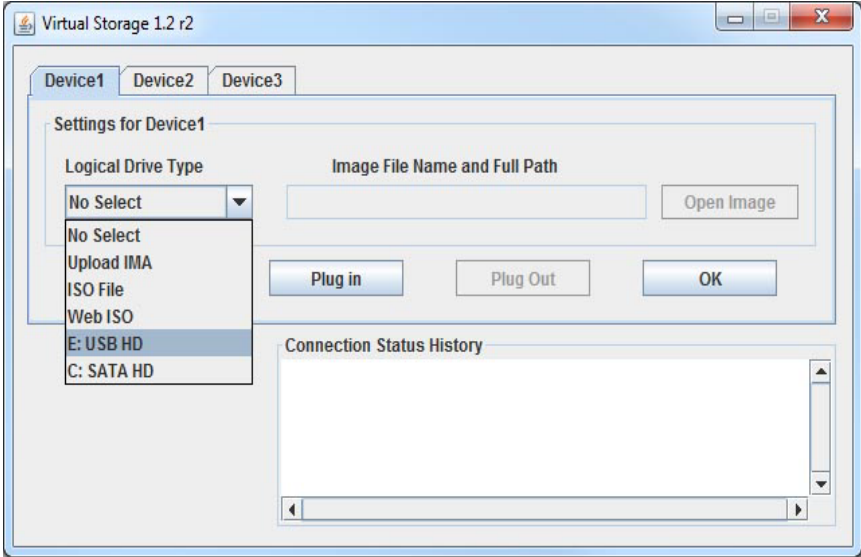 Virtual Storage 1.2 r2
Device1 Device2 Device3
Settings for Device1
Logical Drive Type Image File Name and Full Path
No Select Open Image
No Select
Upload IMA
ISO File
Web ISO
E: USB HD
C: SATA HD
Plug in Plug Out OK
Connection Status History